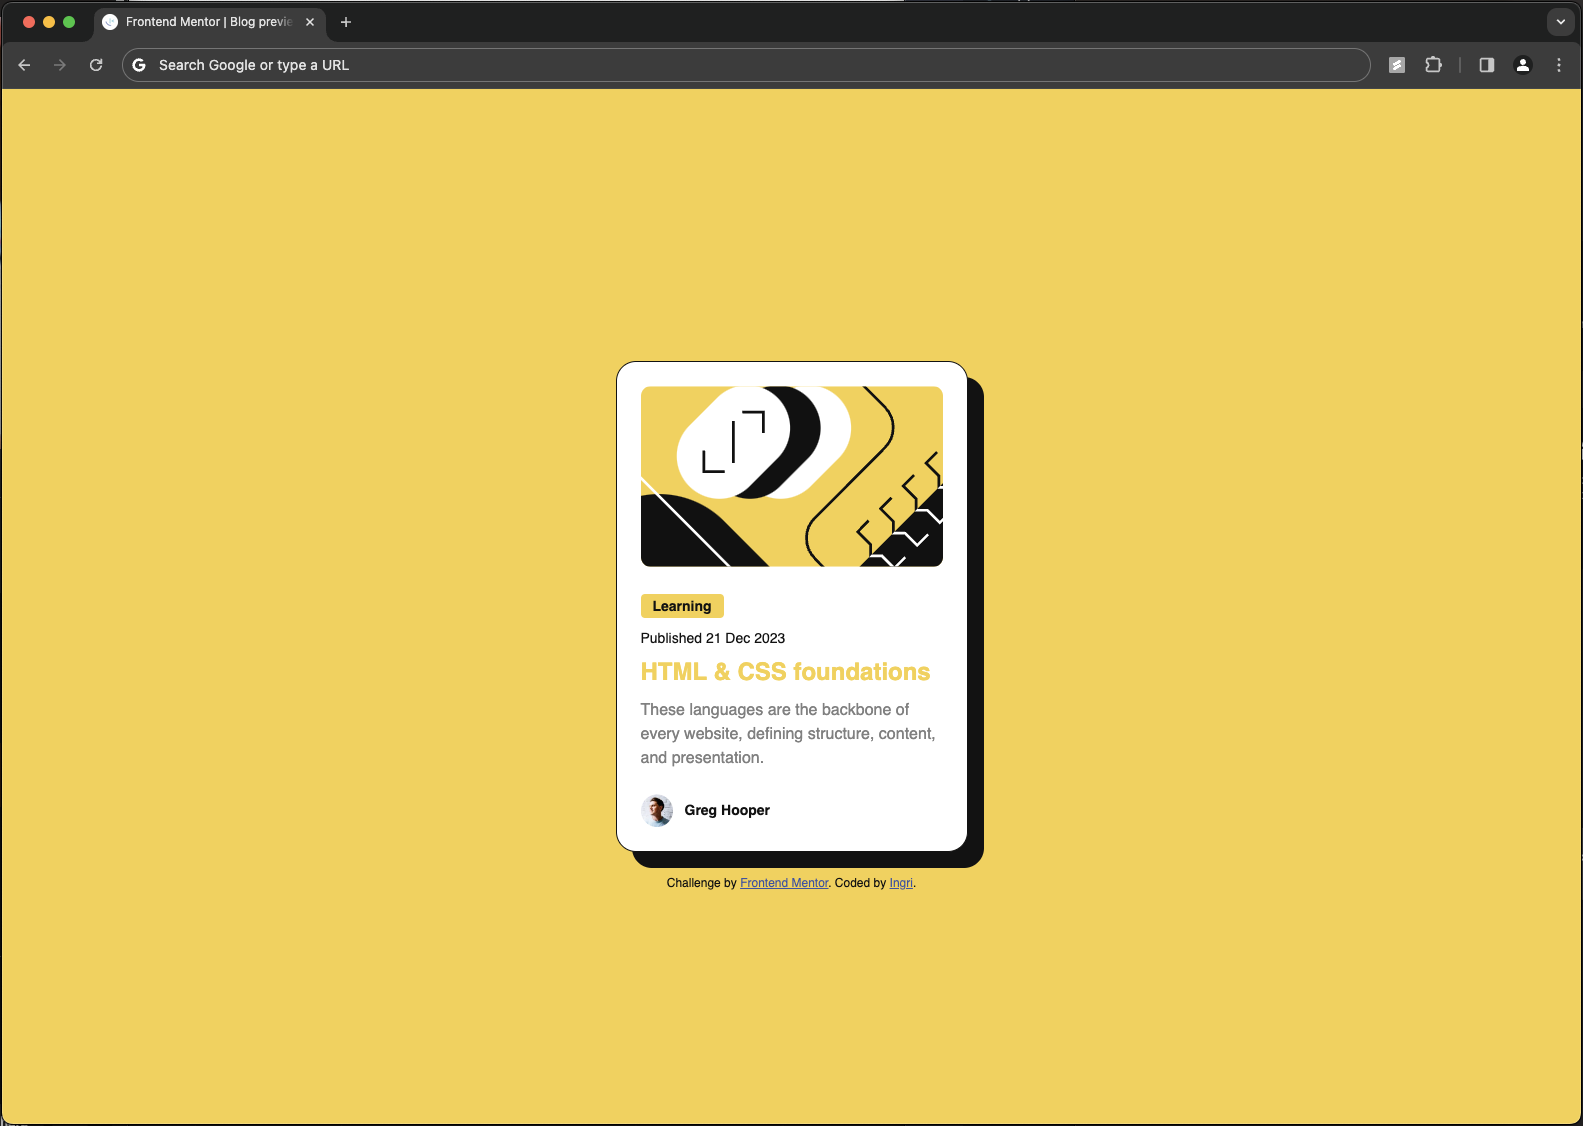 Frontend Mentor | Blog previe
Search Google or type a URL
Learning
Published 21 Dec 2023
HTML & CSS foundations
These languages are the backbone of
every website, defining structure, content,
and presentation.
Greg Hooper
Challenge by Frontend Mentor. Coded by Ingri.